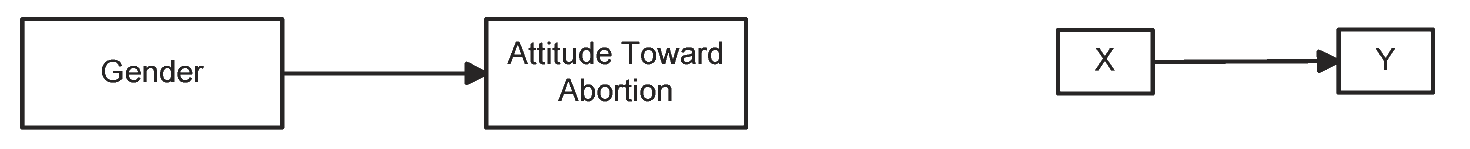 Gender
Attitude Toward
Abortion
X
Y